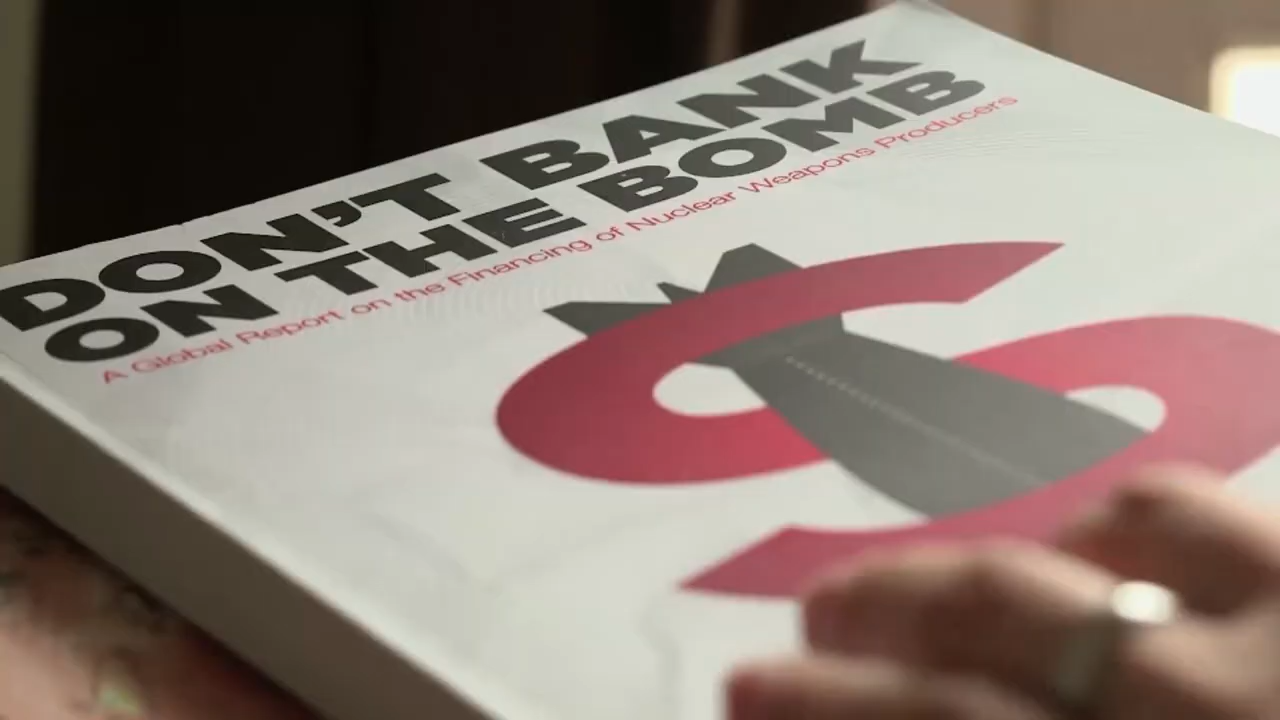 DON'T BANK
ON THE BOMB
A Global Report on the Financing of Nuclear Weapons Producers